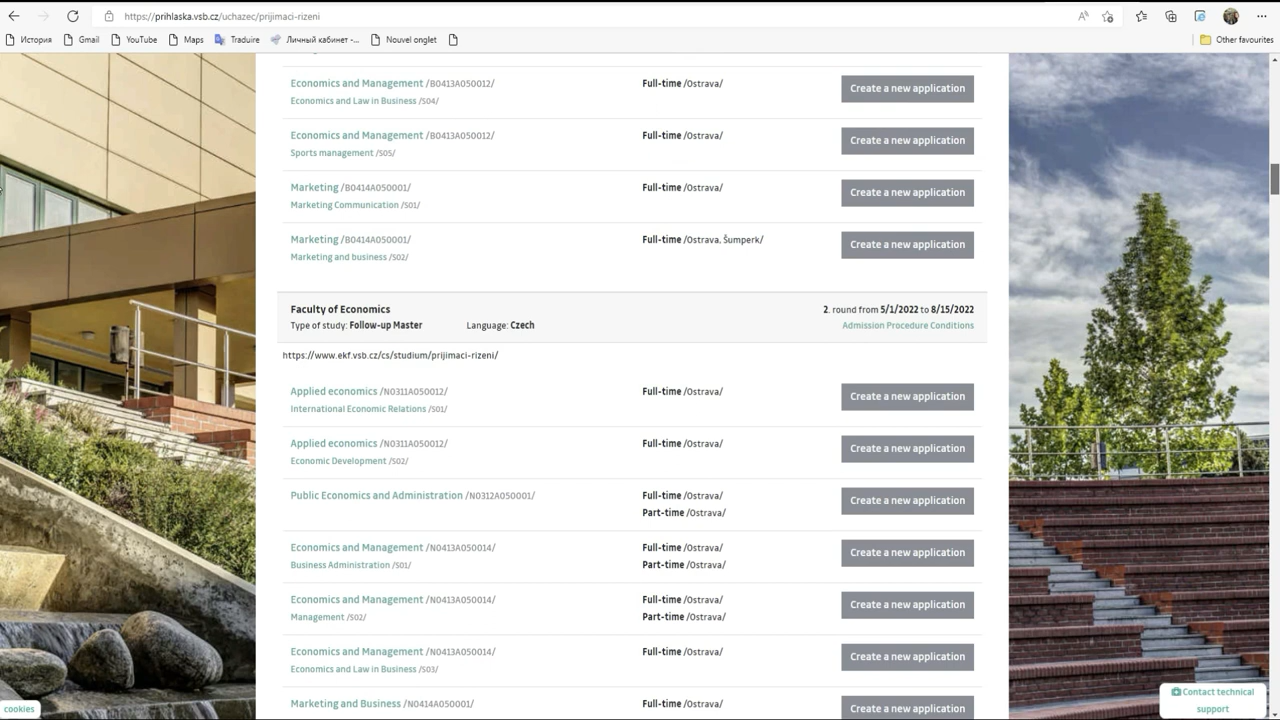 https://prihlaska.vsb.cz/uchazec/prijimaci-rizeni
История Gmail YouTube Maps Traduire Личный кабинет -... Nouvel onglet Other favourites
Economics and Management /B0413A050012/ Full-time /Ostrava/ Create a new application
Economics and Law in Business /S04/
Economics and Management /B0413A050012/ Full-time /Ostrava/ Create a new application
Sports management /S05/
Marketing /B0414A050001/ Full-time /Ostrava/ Create a new application
Marketing Communication /S01/
Marketing /B0414A050001/ Full-time /Ostrava, Šumperk/ Create a new application
Marketing and business /S02/
Faculty of Economics 2. round from 5/1/2022 to 8/15/2022
Type of study: Follow-up Master Language: Czech Admission Procedure Conditions
https://www.ekf.vsb.cz/cs/studium/prijimaci-rizeni/
Applied economics /N0311A050012/ Full-time /Ostrava/ Create a new application
International Economic Relations /S01/
Applied economics /N0311A050012/ Full-time /Ostrava/ Create a new application
Economic Development /S02/
Public Economics and Administration /N0312A050001/ Full-time /Ostrava/ Create a new application
Part-time /Ostrava/
Economics and Management /N0413A050014/ Full-time /Ostrava/ Create a new application
Business Administration /S01/ Part-time /Ostrava/
Economics and Management /N0413A050014/ Full-time /Ostrava/ Create a new application
Management /S02/ Part-time /Ostrava/
Economics and Management /N0413A050014/ Full-time /Ostrava/ Create a new application
Economics and Law in Business /S03/
Marketing and Business /N0414A050001/ Full-time /Ostrava/ Create a new application
cookies
Contact technical
support